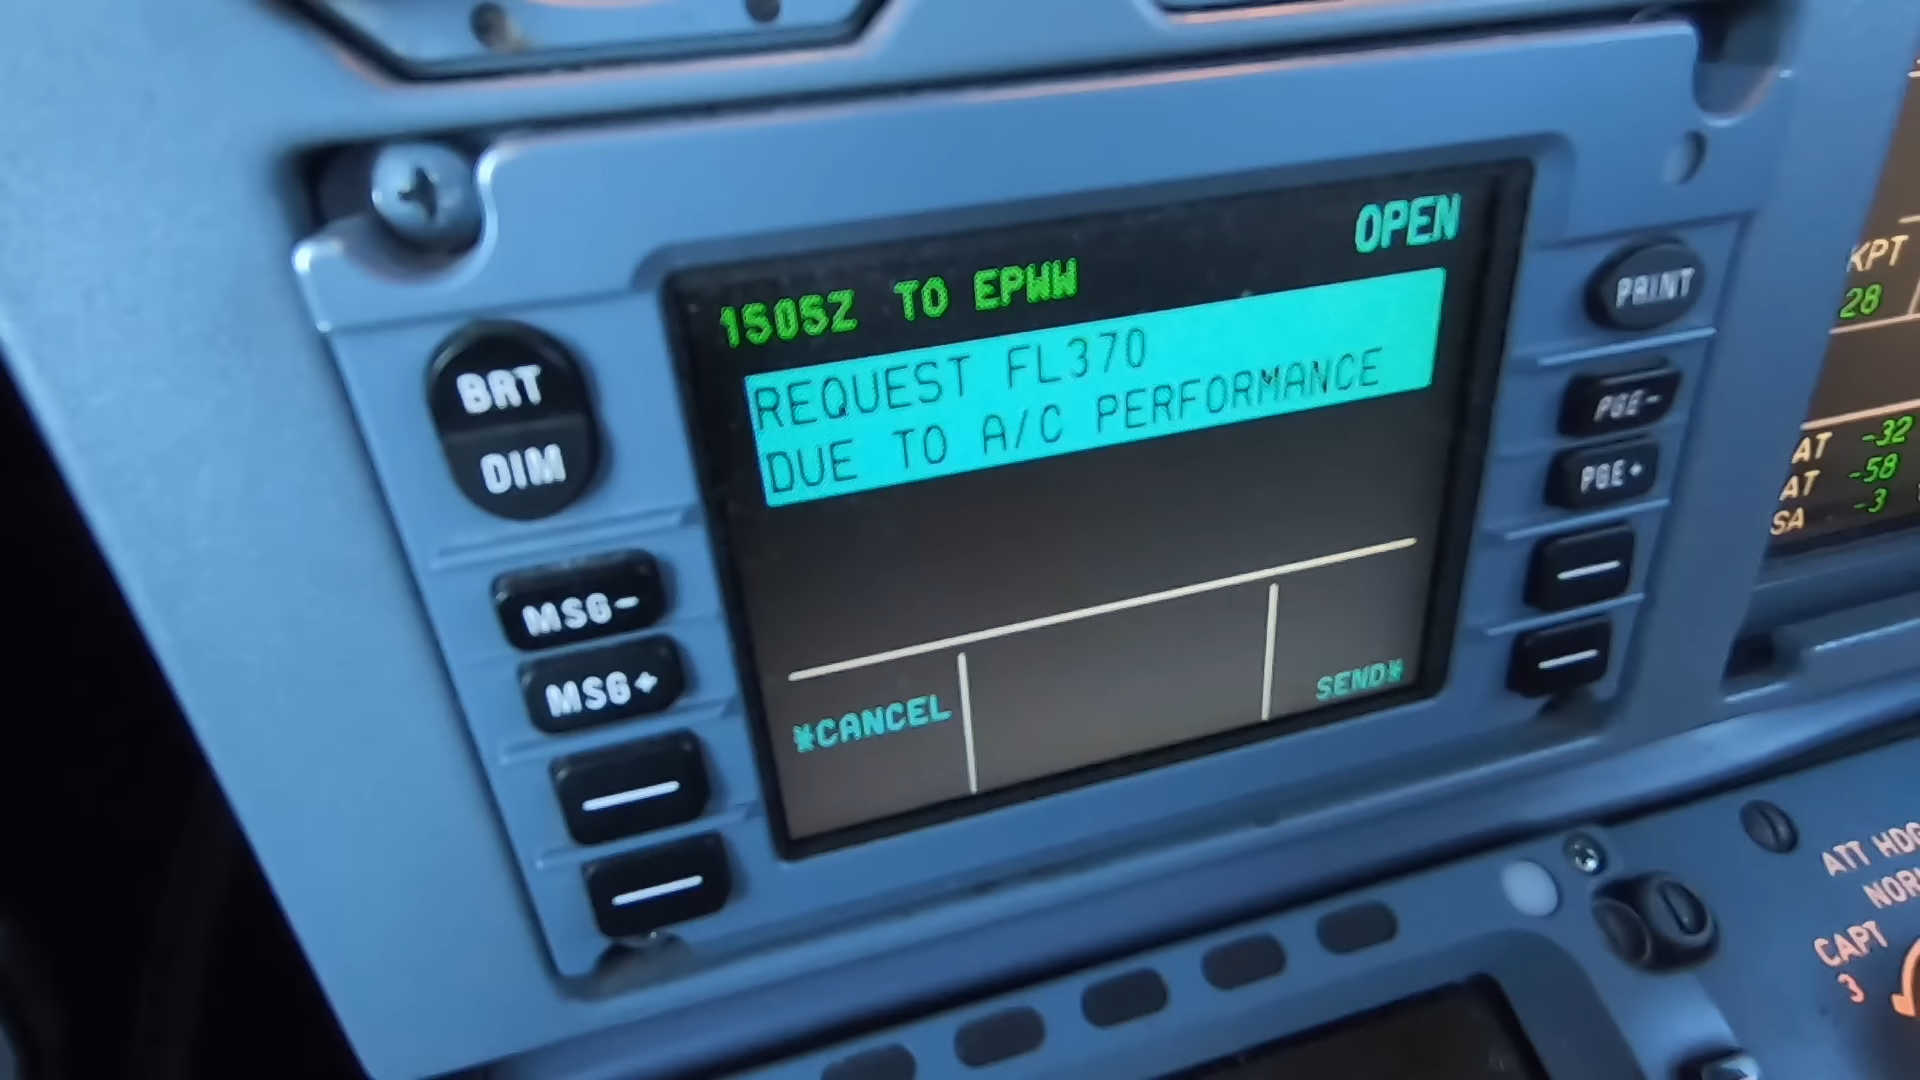 OPEN
1505Z TO EPWW
REQUEST FL370
DUE TO A/C PERFORMANCE
*CANCEL
SEND*
BRT
DIM
MSG-
MSG+
PRINT
PGE-
PGE+
KPT
28
AT -32
AT -58
SA -3
ATT HDG
NORM
CAPT
3